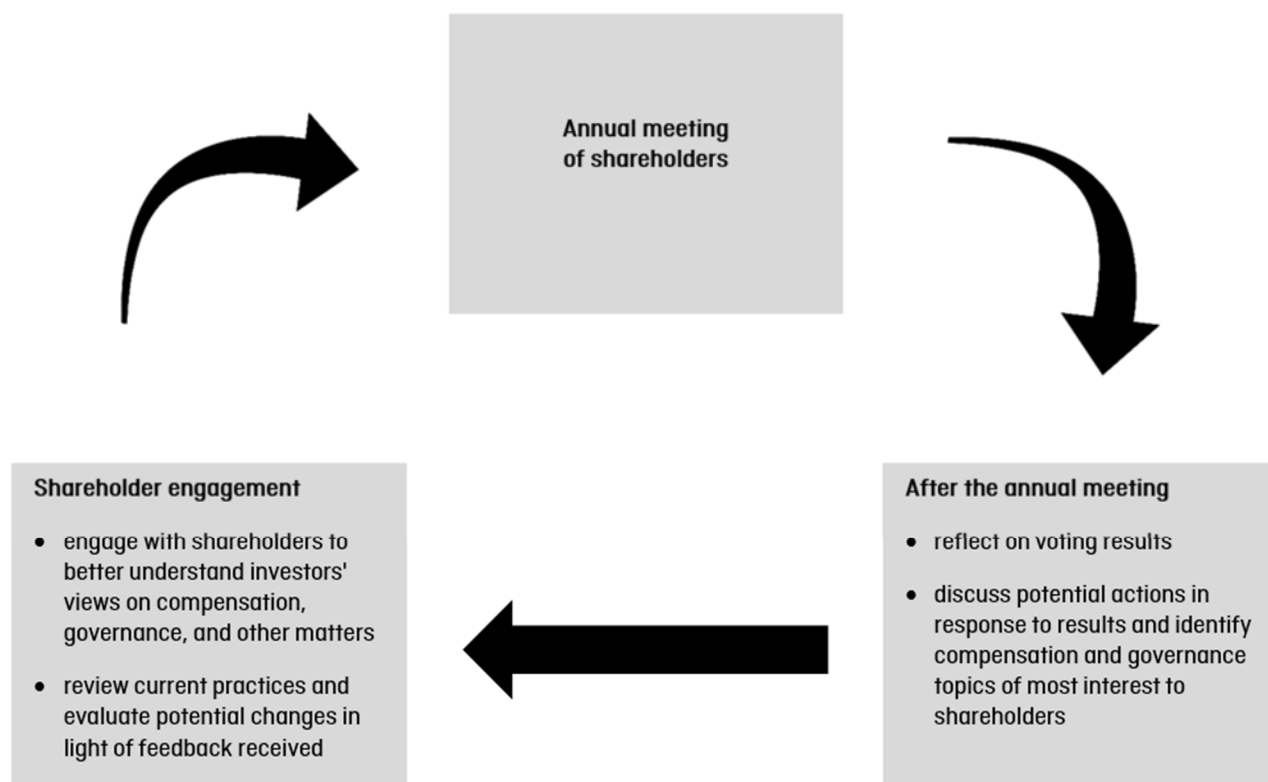 Annual meeting
of shareholders
Shareholder engagement
• engage with shareholders to
better understand investors'
views on compensation,
governance, and other matters
• review current practices and
evaluate potential changes in
light of feedback received
After the annual meeting
• reflect on voting results
• discuss potential actions in
response to results and identify
compensation and governance
topics of most interest to
shareholders